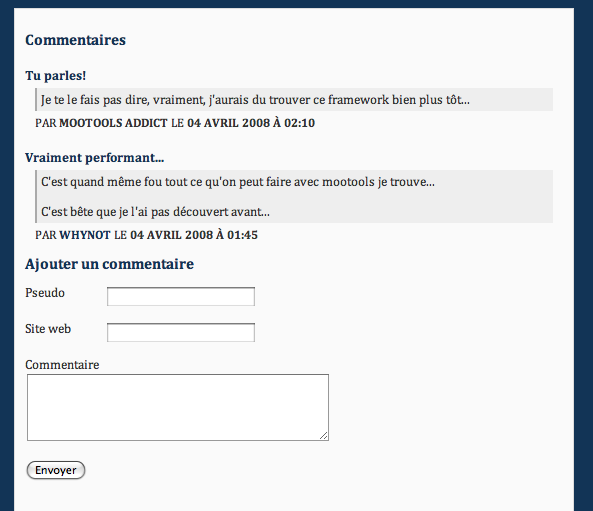 Commentaires
Tu parles!
Je te le fais pas dire, vraiment, j'aurais du trouver ce framework bien plus tôt...
PAR MOOTOOLS ADDICT LE 04 AVRIL 2008 À 02:10
Vraiment performant...
C'est quand même fou tout ce qu'on peut faire avec mootools je trouve...
C'est bête que je l'ai pas découvert avant...
PAR WHYNOT LE 04 AVRIL 2008 À 01:45
Ajouter un commentaire
Pseudo
Site web
Commentaire
Envoyer